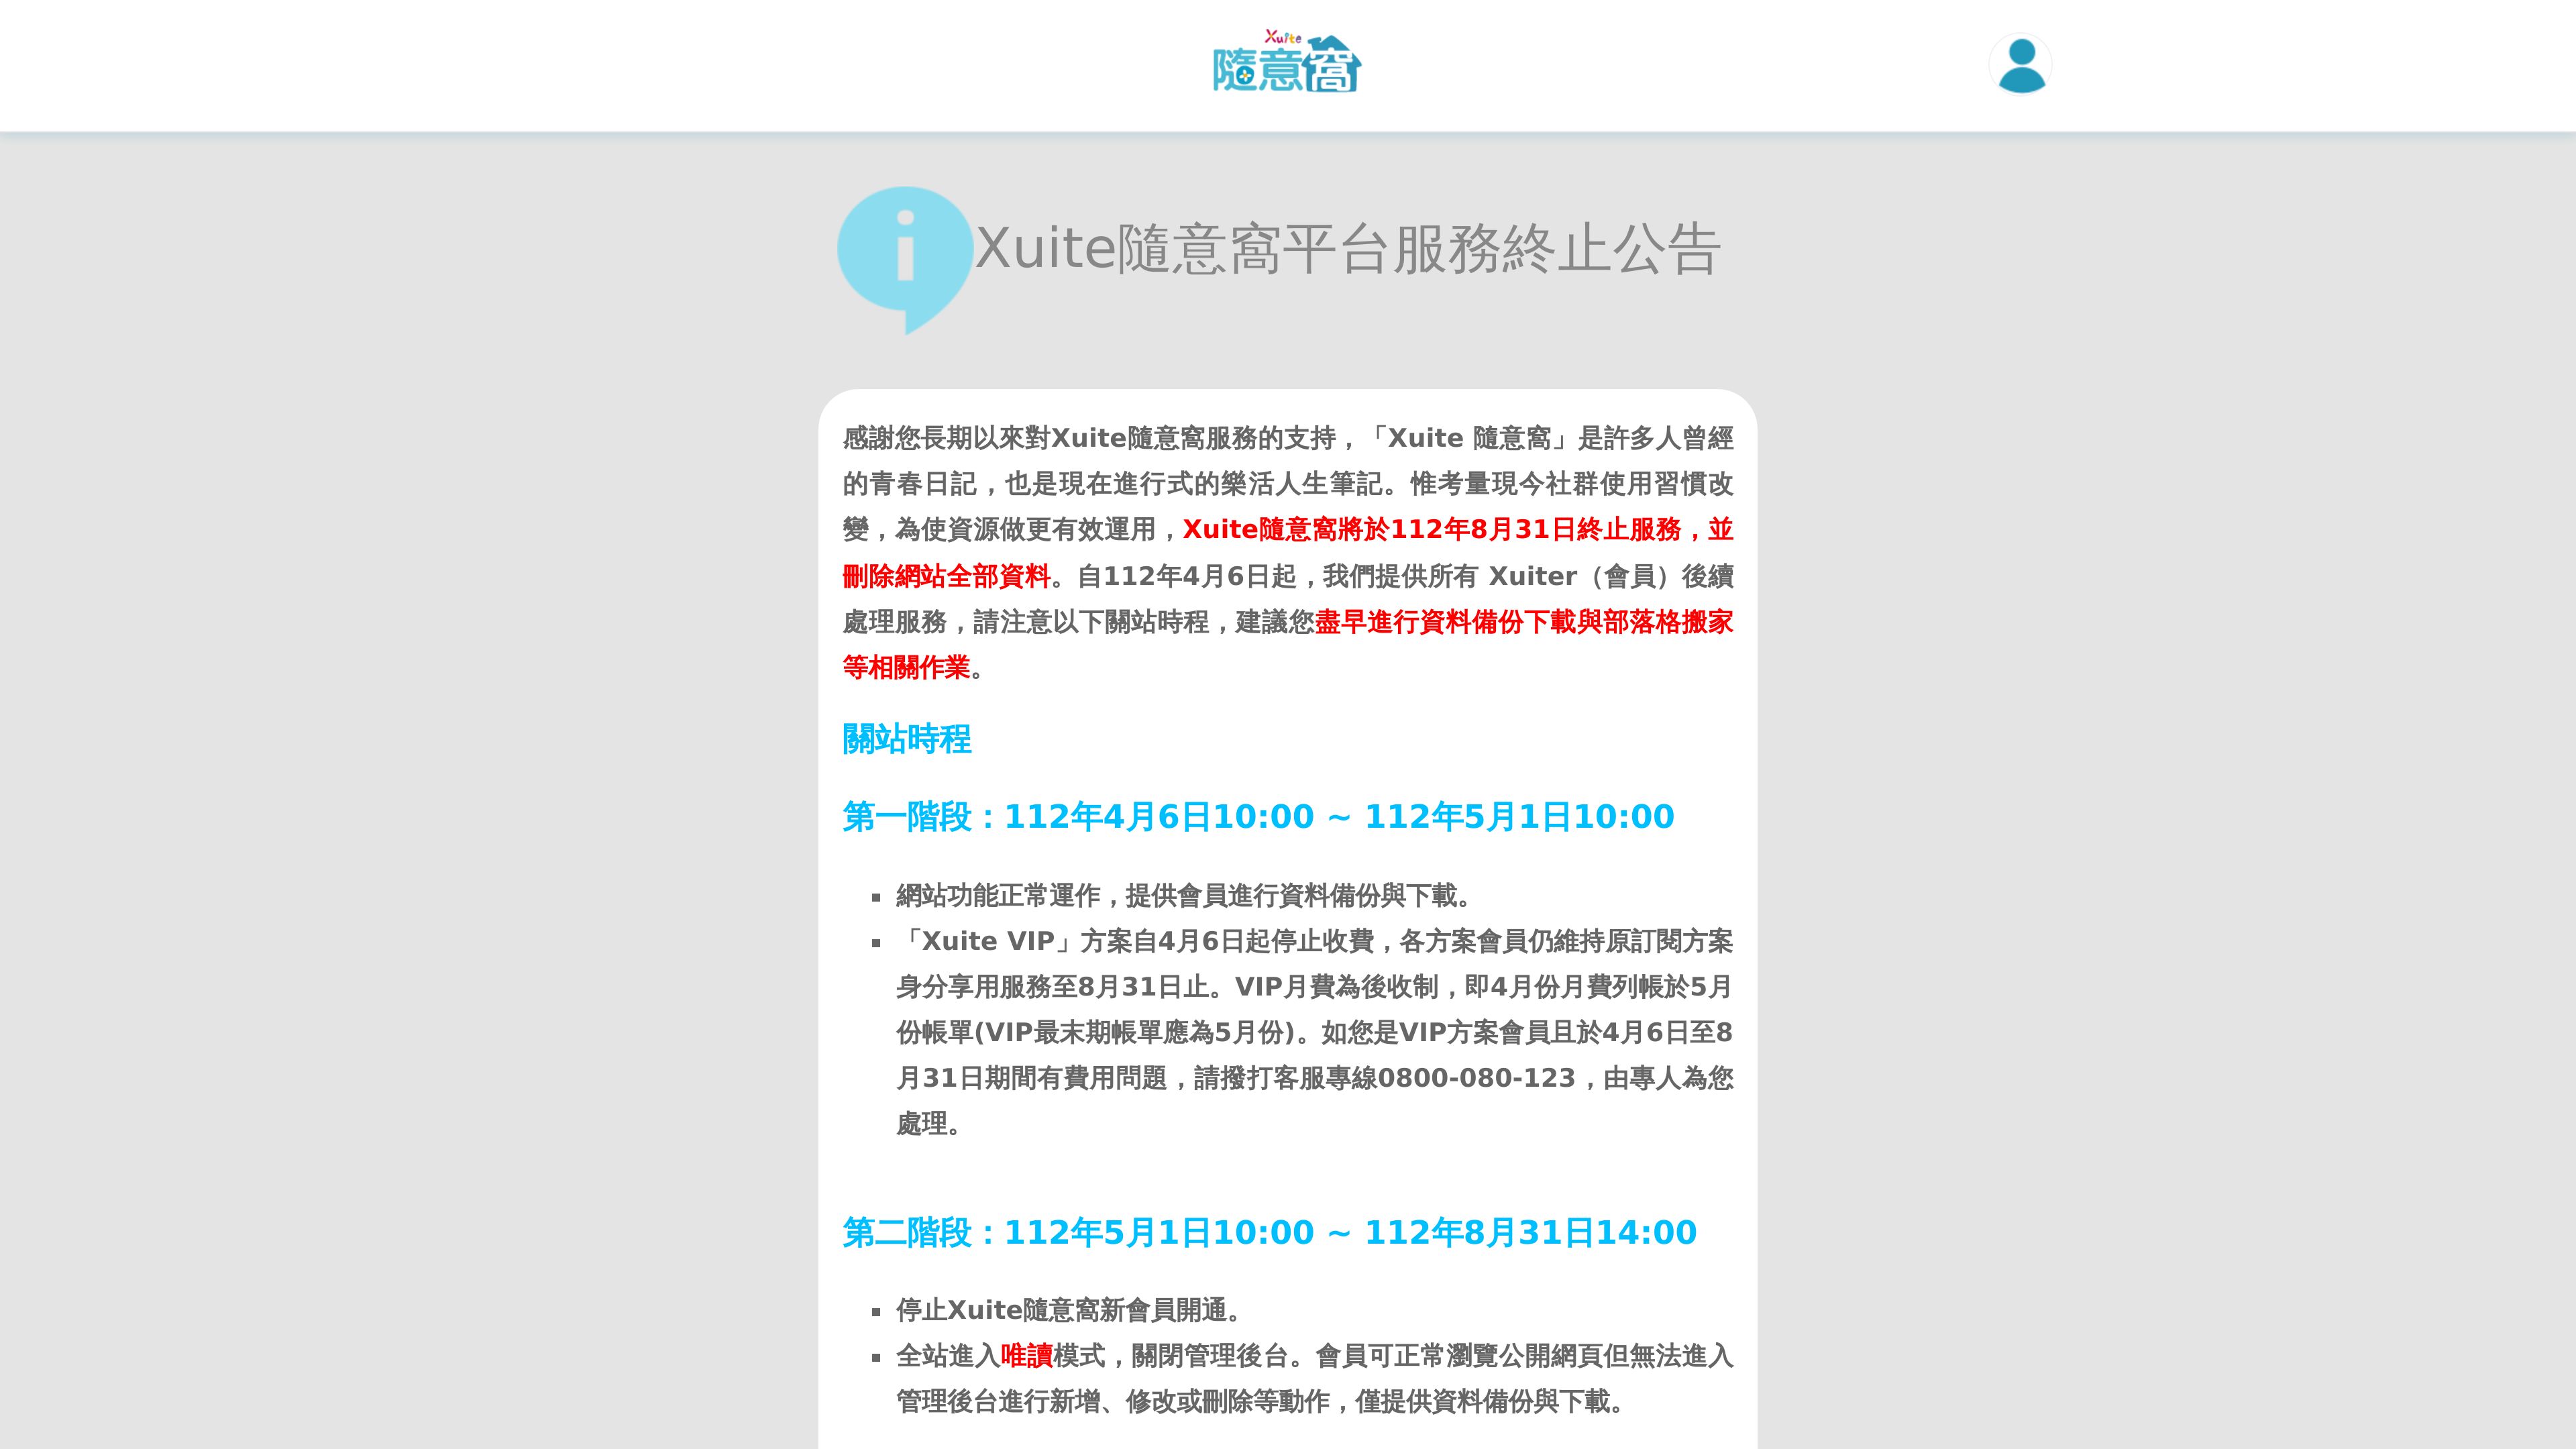 Xuite
隨意窩
Xuite隨意窩平台服務終止公告
感謝您長期以來對Xuite隨意窩服務的支持，「Xuite 隨意窩」是許多人曾經
的青春日記，也是現在進行式的樂活人生筆記。惟考量現今社群使用習慣改
變，為使資源做更有效運用，Xuite隨意窩將於112年8月31日終止服務，並
刪除網站全部資料。自112年4月6日起，我們提供所有 Xuiter（會員）後續
處理服務，請注意以下關站時程，建議您盡早進行資料備份下載與部落格搬家
等相關作業。
關站時程
第一階段：112年4月6日10:00 ~ 112年5月1日10:00
▪ 網站功能正常運作，提供會員進行資料備份與下載。
▪ 「Xuite VIP」方案自4月6日起停止收費，各方案會員仍維持原訂閱方案
身分享用服務至8月31日止。VIP月費為後收制，即4月份月費列帳於5月
份帳單(VIP最末期帳單應為5月份)。如您是VIP方案會員且於4月6日至8
月31日期間有費用問題，請撥打客服專線0800-080-123，由專人為您
處理。
第二階段：112年5月1日10:00 ~ 112年8月31日14:00
▪ 停止Xuite隨意窩新會員開通。
▪ 全站進入唯讀模式，關閉管理後台。會員可正常瀏覽公開網頁但無法進入
管理後台進行新增、修改或刪除等動作，僅提供資料備份與下載。